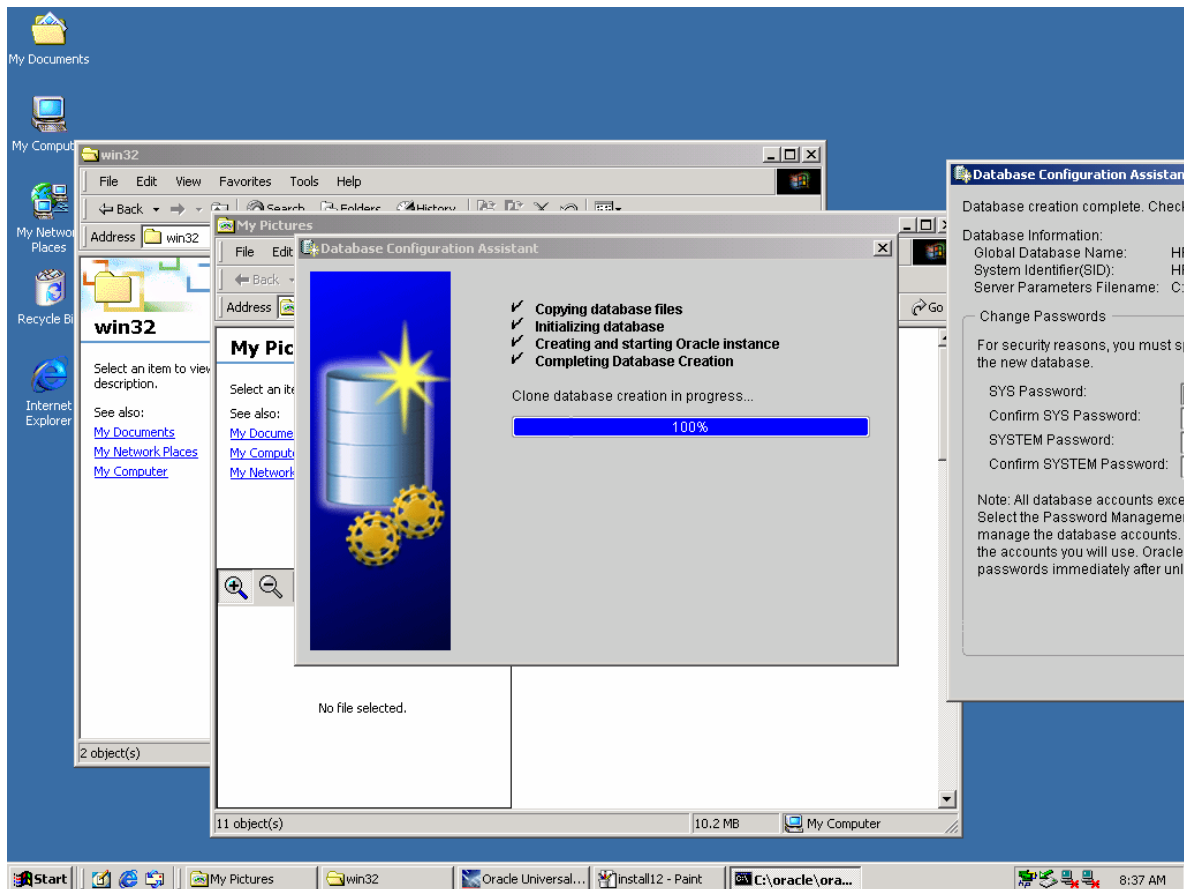 My Documents
My Comput
My Networ
Places
Recycle Bi
Internet
Explorer
win32
File Edit View Favorites Tools Help
Back Search Folders History
Address win32
win32
Select an item to view
description.
See also:
My Documents
My Network Places
My Computer
2 object(s)
My Pictures
File Edit
Back
Address
Go
My Pic
Select an ite
See also:
My Docume
My Comput
My Network
No file selected.
11 object(s)
10.2 MB
My Computer
Database Configuration Assistant
Copying database files
Initializing database
Creating and starting Oracle instance
Completing Database Creation
Clone database creation in progress...
100%
Database Configuration Assistan
Database creation complete. Check
Database Information:
Global Database Name: HR
System Identifier(SID): HR
Server Parameters Filename: C:
Change Passwords
For security reasons, you must sp
the new database.
SYS Password:
Confirm SYS Password:
SYSTEM Password:
Confirm SYSTEM Password:
Note: All database accounts exce
Select the Password Managemen
manage the database accounts.
the accounts you will use. Oracle
passwords immediately after unl
Start
My Pictures
win32
Oracle Universal...
install12 - Paint
C:\oracle\ora...
8:37 AM